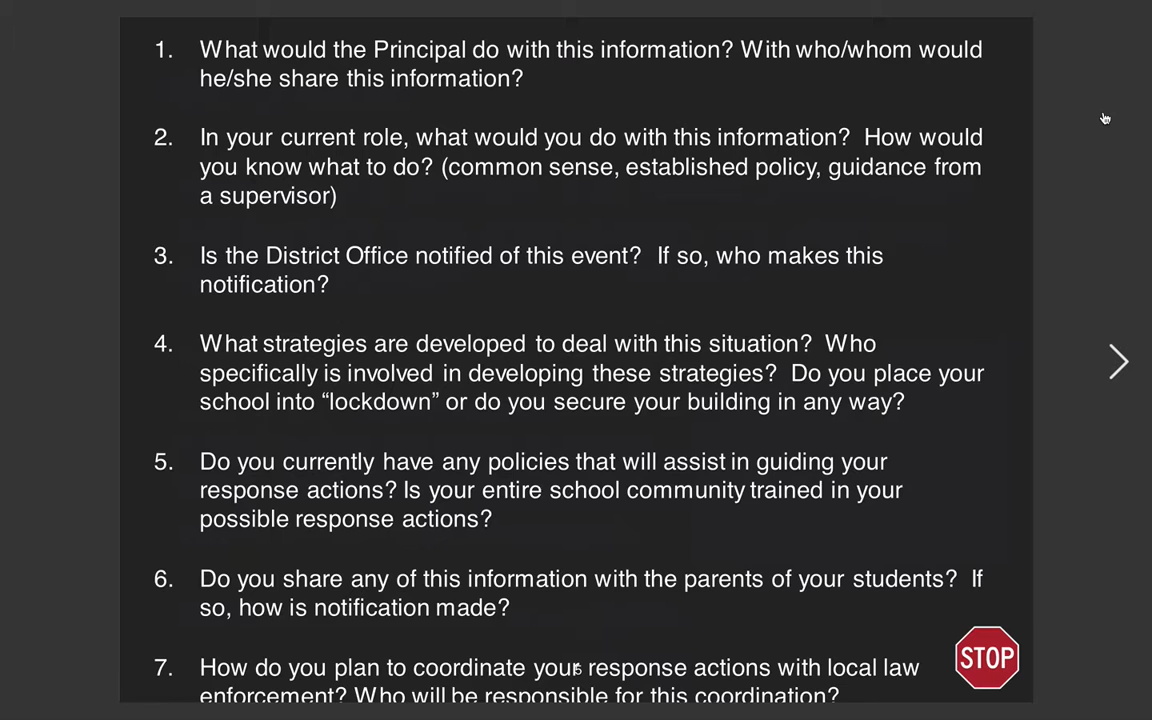 1. What would the Principal do with this information? With who/whom would
he/she share this information?
2. In your current role, what would you do with this information? How would
you know what to do? (common sense, established policy, guidance from
a supervisor)
3. Is the District Office notified of this event? If so, who makes this
notification?
4. What strategies are developed to deal with this situation? Who
specifically is involved in developing these strategies? Do you place your
school into “lockdown” or do you secure your building in any way?
5. Do you currently have any policies that will assist in guiding your
response actions? Is your entire school community trained in your
possible response actions?
6. Do you share any of this information with the parents of your students? If
so, how is notification made?
STOP
7. How do you plan to coordinate your response actions with local law
5
enforcement? Who will be responsible for this coordination?